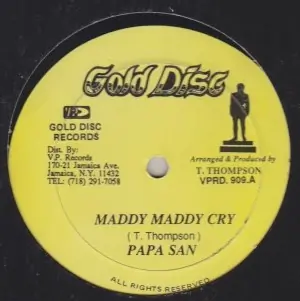 Gold Disc
GOLD DISC
RECORDS
Dist. By:
V.P. Records
170-21 Jamaica Ave.
Jamaica, N.Y. 11432
TEL: (718) 291-7058
Arranged & Produced by
T. THOMPSON
VPRD. 909.A
MADDY MADDY CRY
( T. Thompson )
PAPA SAN
ALL RIGHTS RESERVED